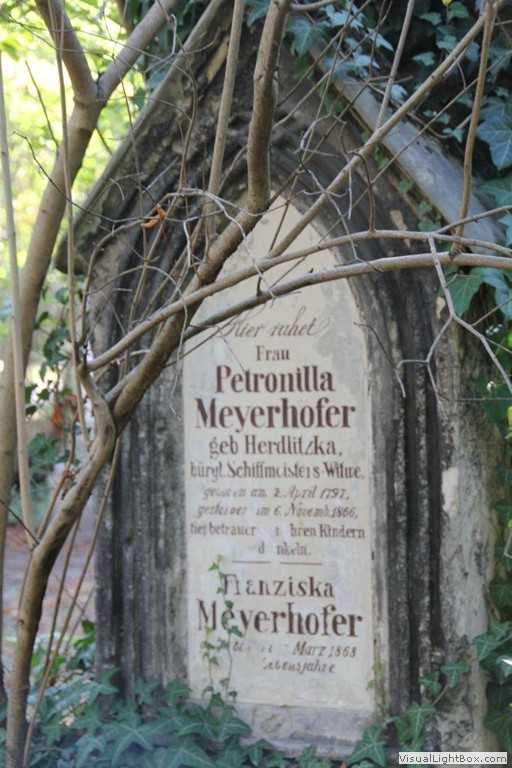 Hier ruhet
Frau
Petronilla
Meyerhofer
geb Herdlitzka,
bürgl. Schiffmeisters-Witwe,
geboren am 2. April 1797,
gestorben am 6. Novemb. 1866,
tief betrauert ihren Kindern
Franziska
Meyerhofer
März 1868
Lebensjahre
VisualLightBox.com